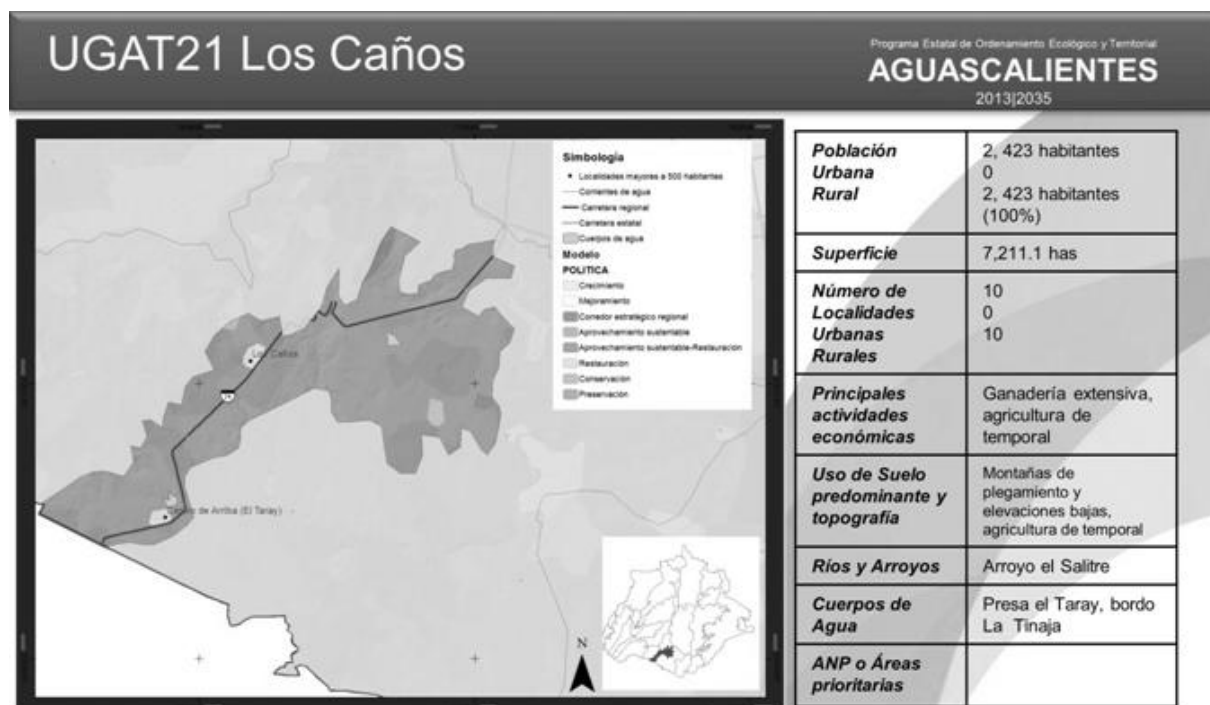 UGAT21 Los Caños
Programa Estatal de Ordenamiento Ecológico y Territorial
AGUASCALIENTES
2013|2035
Simbología
Localidades mayores a 500 habitantes
Corrientes de agua
Carretera regional
Carretera estatal
Cuerpos de agua
Modelo
POLITICA
Crecimiento
Mejoramiento
Corredor estratégico regional
Aprovechamiento sustentable
Aprovechamiento sustentable-Restauración
Restauración
Conservación
Preservación
Los Caños
de Arriba (El Taray)
N
Población
Urbana
Rural
2, 423 habitantes
0
2, 423 habitantes
(100%)
Superficie
7,211.1 has
Número de
Localidades
Urbanas
Rurales
10
0
10
Principales
actividades
económicas
Ganadería extensiva,
agricultura de
temporal
Uso de Suelo
predominante y
topografía
Montañas de
plegamiento y
elevaciones bajas,
agricultura de temporal
Ríos y Arroyos
Arroyo el Salitre
Cuerpos de
Agua
Presa el Taray, bordo
La Tinaja
ANP o Áreas
prioritarias